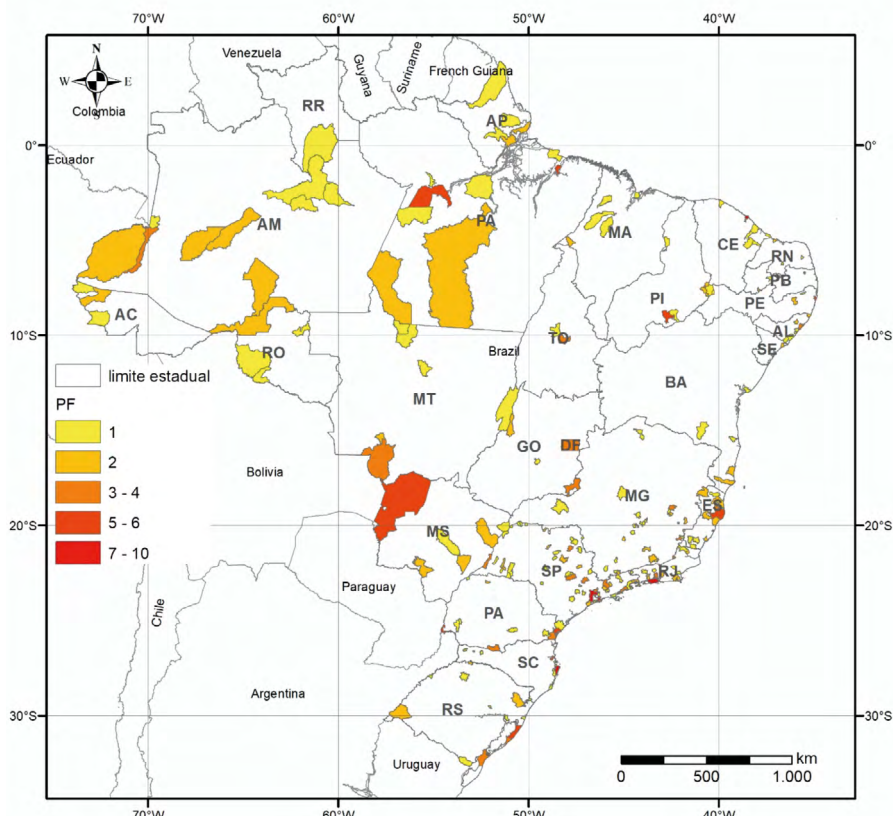 70°W 60°W 50°W 40°W
N
W E
S
Venezuela
Guyana
Suriname
French Guiana
Colombia
RR
AP
0° 0°
Ecuador
AM
PA
MA
CE
RN
PB
PI
PE
AC
AL
SE
10°S 10°S
RO
TO
Brazil
BA
MT
limite estadual
PF
1
2
3 - 4
5 - 6
7 - 10
GO
DF
Bolivia
MG
ES
20°S 20°S
MS
SP
RJ
Paraguay
Chile
PA
SC
Argentina
RS
30°S 30°S
Uruguay
km
0 500 1.000
70°W 60°W 50°W 40°W